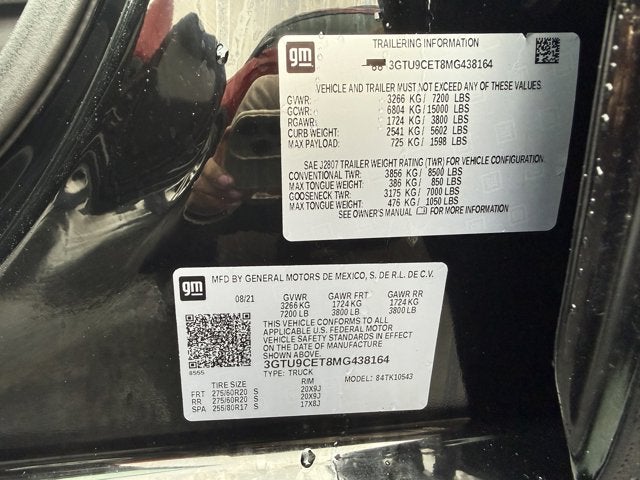 gm
TRAILERING INFORMATION
3GTU9CET8MG438164
VEHICLE AND TRAILER MUST NOT EXCEED ANY OF THESE VALUES.
GVWR: 3266 KG / 7200 LBS
GCWR: 6804 KG / 15000 LBS
RGAWR: 1724 KG / 3800 LBS
CURB WEIGHT: 2541 KG / 5602 LBS
MAX PAYLOAD: 725 KG / 1598 LBS
SAE J2807 TRAILER WEIGHT RATING (TWR) FOR VEHICLE CONFIGURATION.
CONVENTIONAL TWR: 3856 KG / 8500 LBS
MAX TONGUE WEIGHT: 386 KG / 850 LBS
GOOSENECK TWR: 3175 KG / 7000 LBS
MAX TONGUE WEIGHT: 476 KG / 1050 LBS
SEE OWNER'S MANUAL FOR MORE INFORMATION
gm
MFD BY GENERAL MOTORS DE MEXICO, S. DE R.L. DE C.V.
08/21 GVWR GAWR FRT GAWR RR
3266 KG 1724 KG 1724 KG
7200 LB 3800 LB 3800 LB
THIS VEHICLE CONFORMS TO ALL
APPLICABLE U.S. FEDERAL MOTOR
VEHICLE SAFETY STANDARDS IN EFFECT
ON THE DATE OF MANUFACTURE
SHOWN ABOVE.
3GTU9CET8MG438164
8565 TYPE: TRUCK MODEL: 84TK10543
TIRE SIZE RIM
FRT 275/60R20 S 20X9J
RR 275/60R20 S 20X9J
SPA 255/80R17 S 17X8J